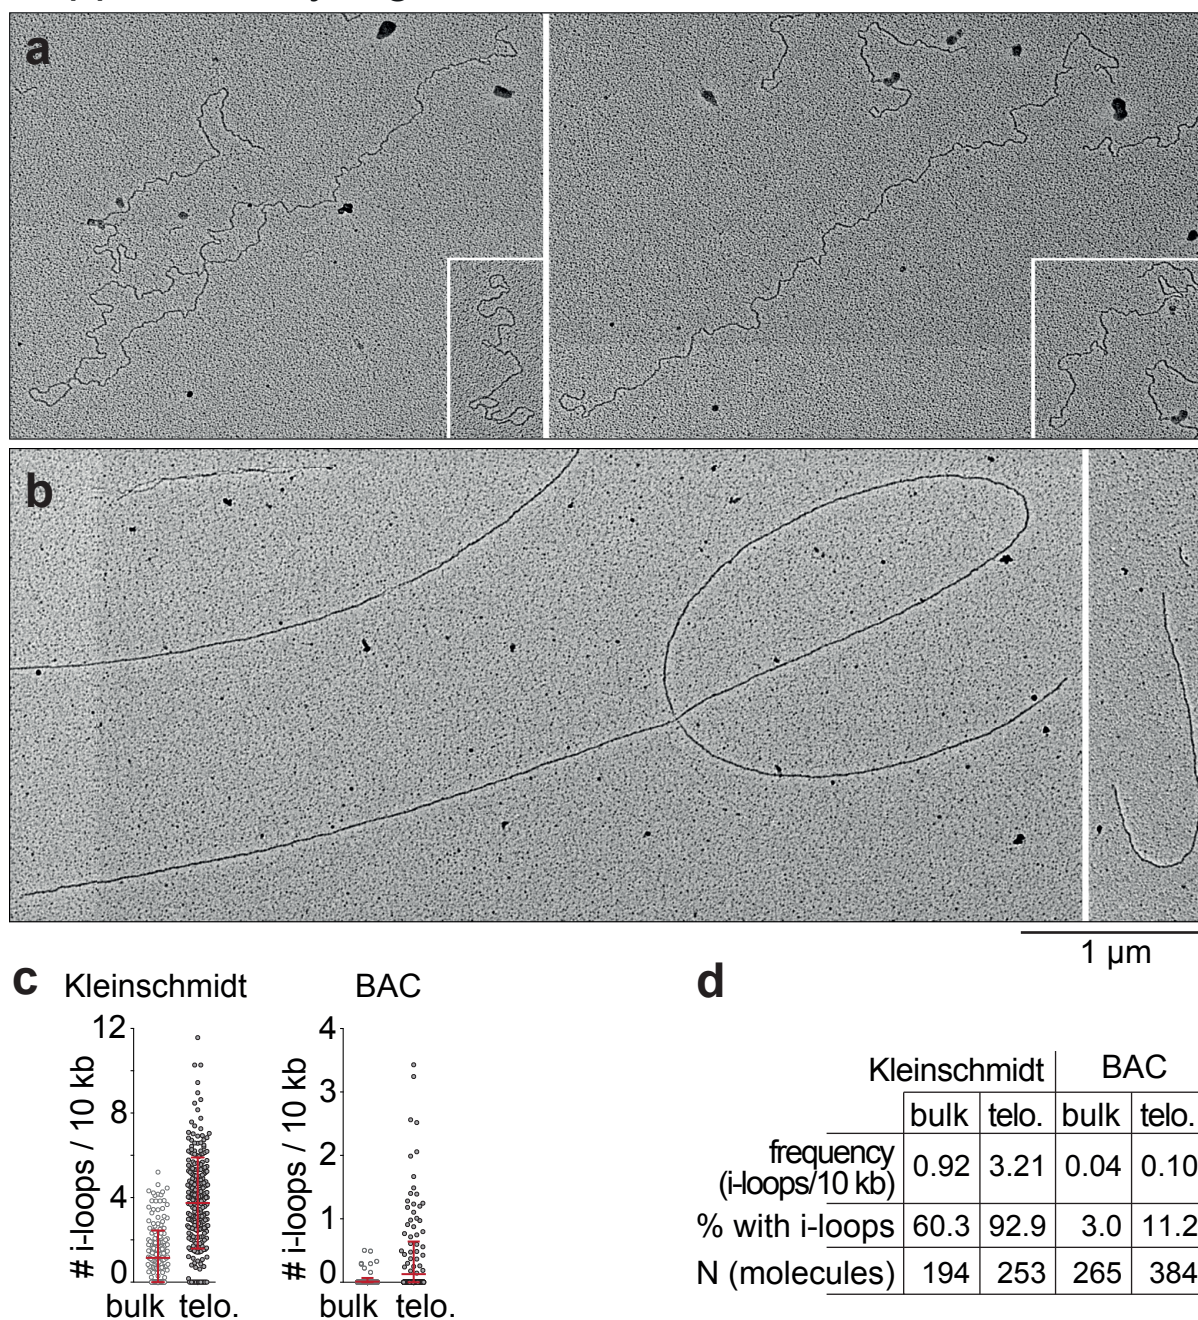 a
b
1 μm
c
Kleinschmidt
BAC
# i-loops / 10 kb
12
8
4
0
bulk telo.
# i-loops / 10 kb
4
3
2
1
0
bulk telo.
d
Kleinschmidt BAC
bulk telo. bulk telo.
frequency
(i-loops/10 kb) 0.92 3.21 0.04 0.10
% with i-loops 60.3 92.9 3.0 11.2
N (molecules) 194 253 265 384